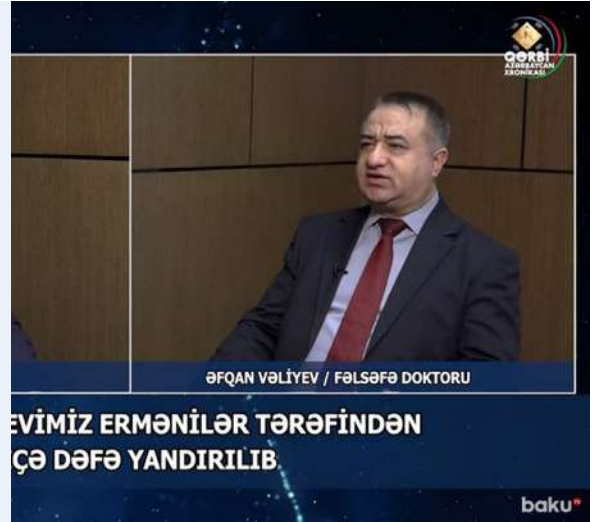 QƏRBİ
AZƏRBAYCAN
XRONİKASI
ƏFQAN VƏLİYEV / FƏLSƏFƏ DOKTORU
EVİMİZ ERMƏNİLƏR TƏRƏFİNDƏN
ÇƏ DƏFƏ YANDIRILIB
baku